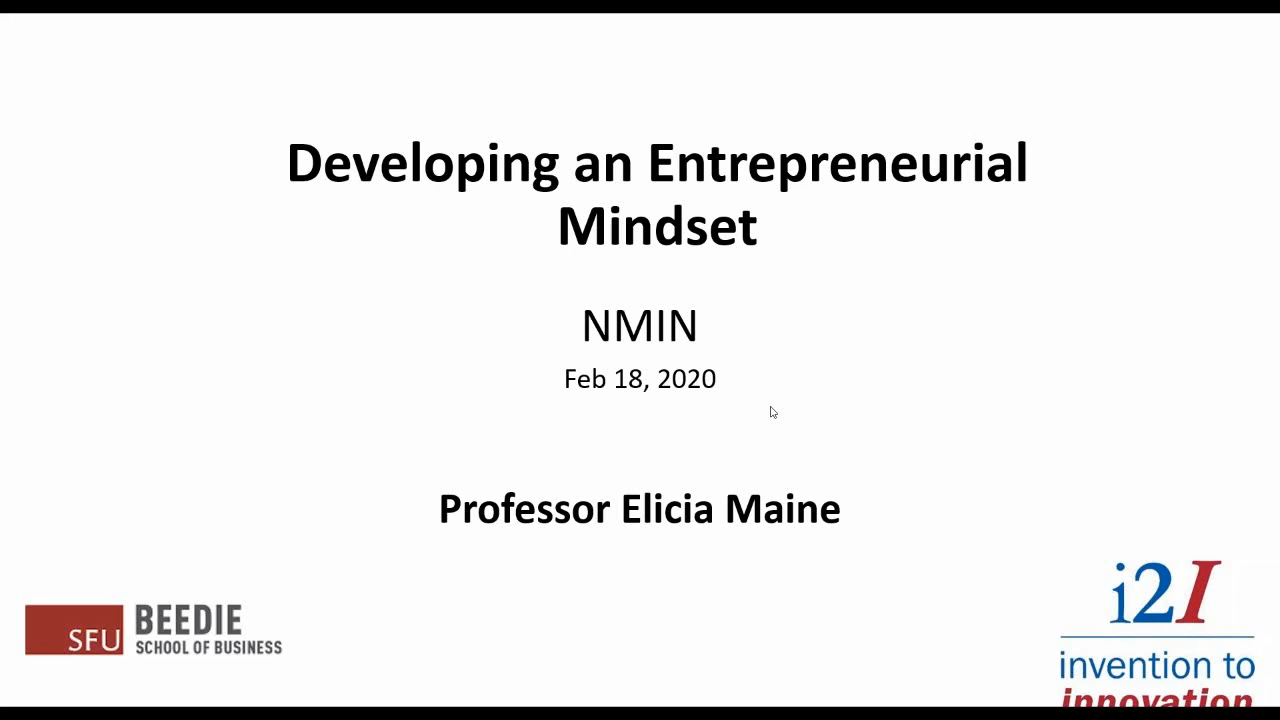 Developing an Entrepreneurial
Mindset
NMIN
Feb 18, 2020
Professor Elicia Maine
SFU
BEEDIE
SCHOOL OF BUSINESS
i2I
invention to
innovation